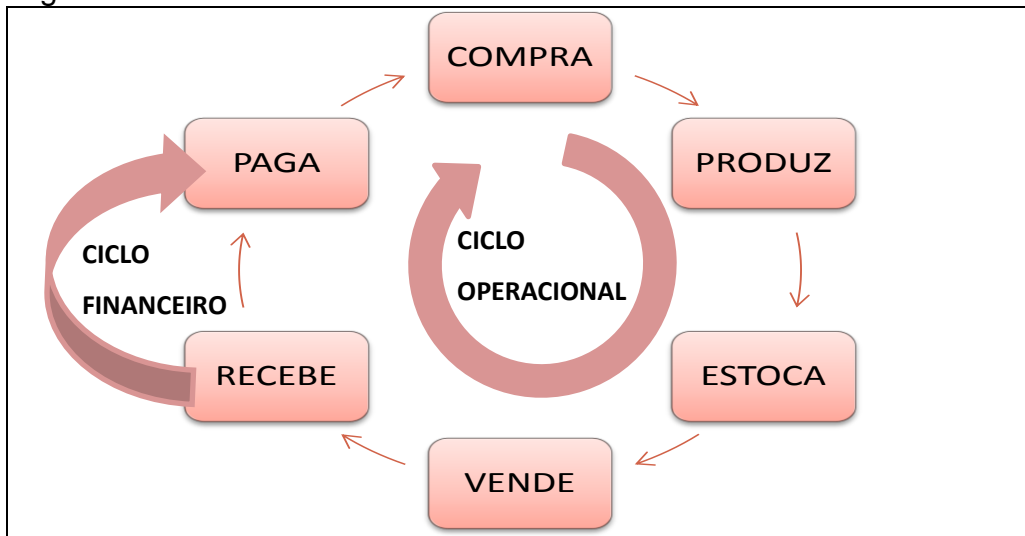 COMPRA
PAGA
PRODUZ
CICLO
FINANCEIRO
CICLO
OPERACIONAL
RECEBE
ESTOCA
VENDE